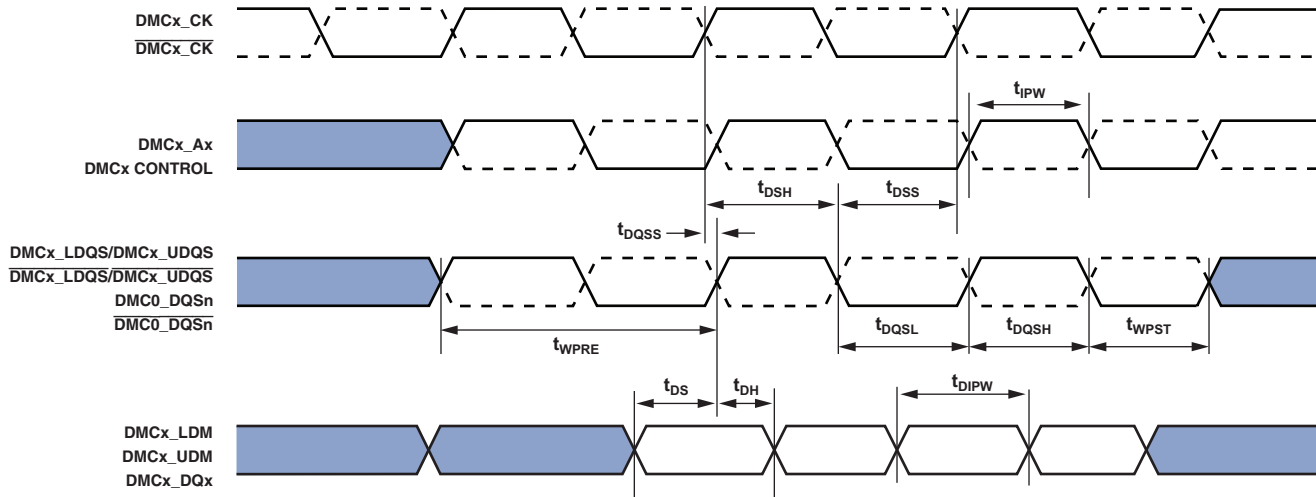 DMCx_CK
DMCx_CK
tIPW
DMCx_Ax
DMCx CONTROL
tDSH
tDSS
tDQSS
DMCx_LDQS/DMCx_UDQS
DMCx_LDQS/DMCx_UDQS
DMC0_DQSn
DMC0_DQSn
tWPRE
tDQSL
tDQSH
tWPST
tDS
tDH
tDIPW
DMCx_LDM
DMCx_UDM
DMCx_DQx